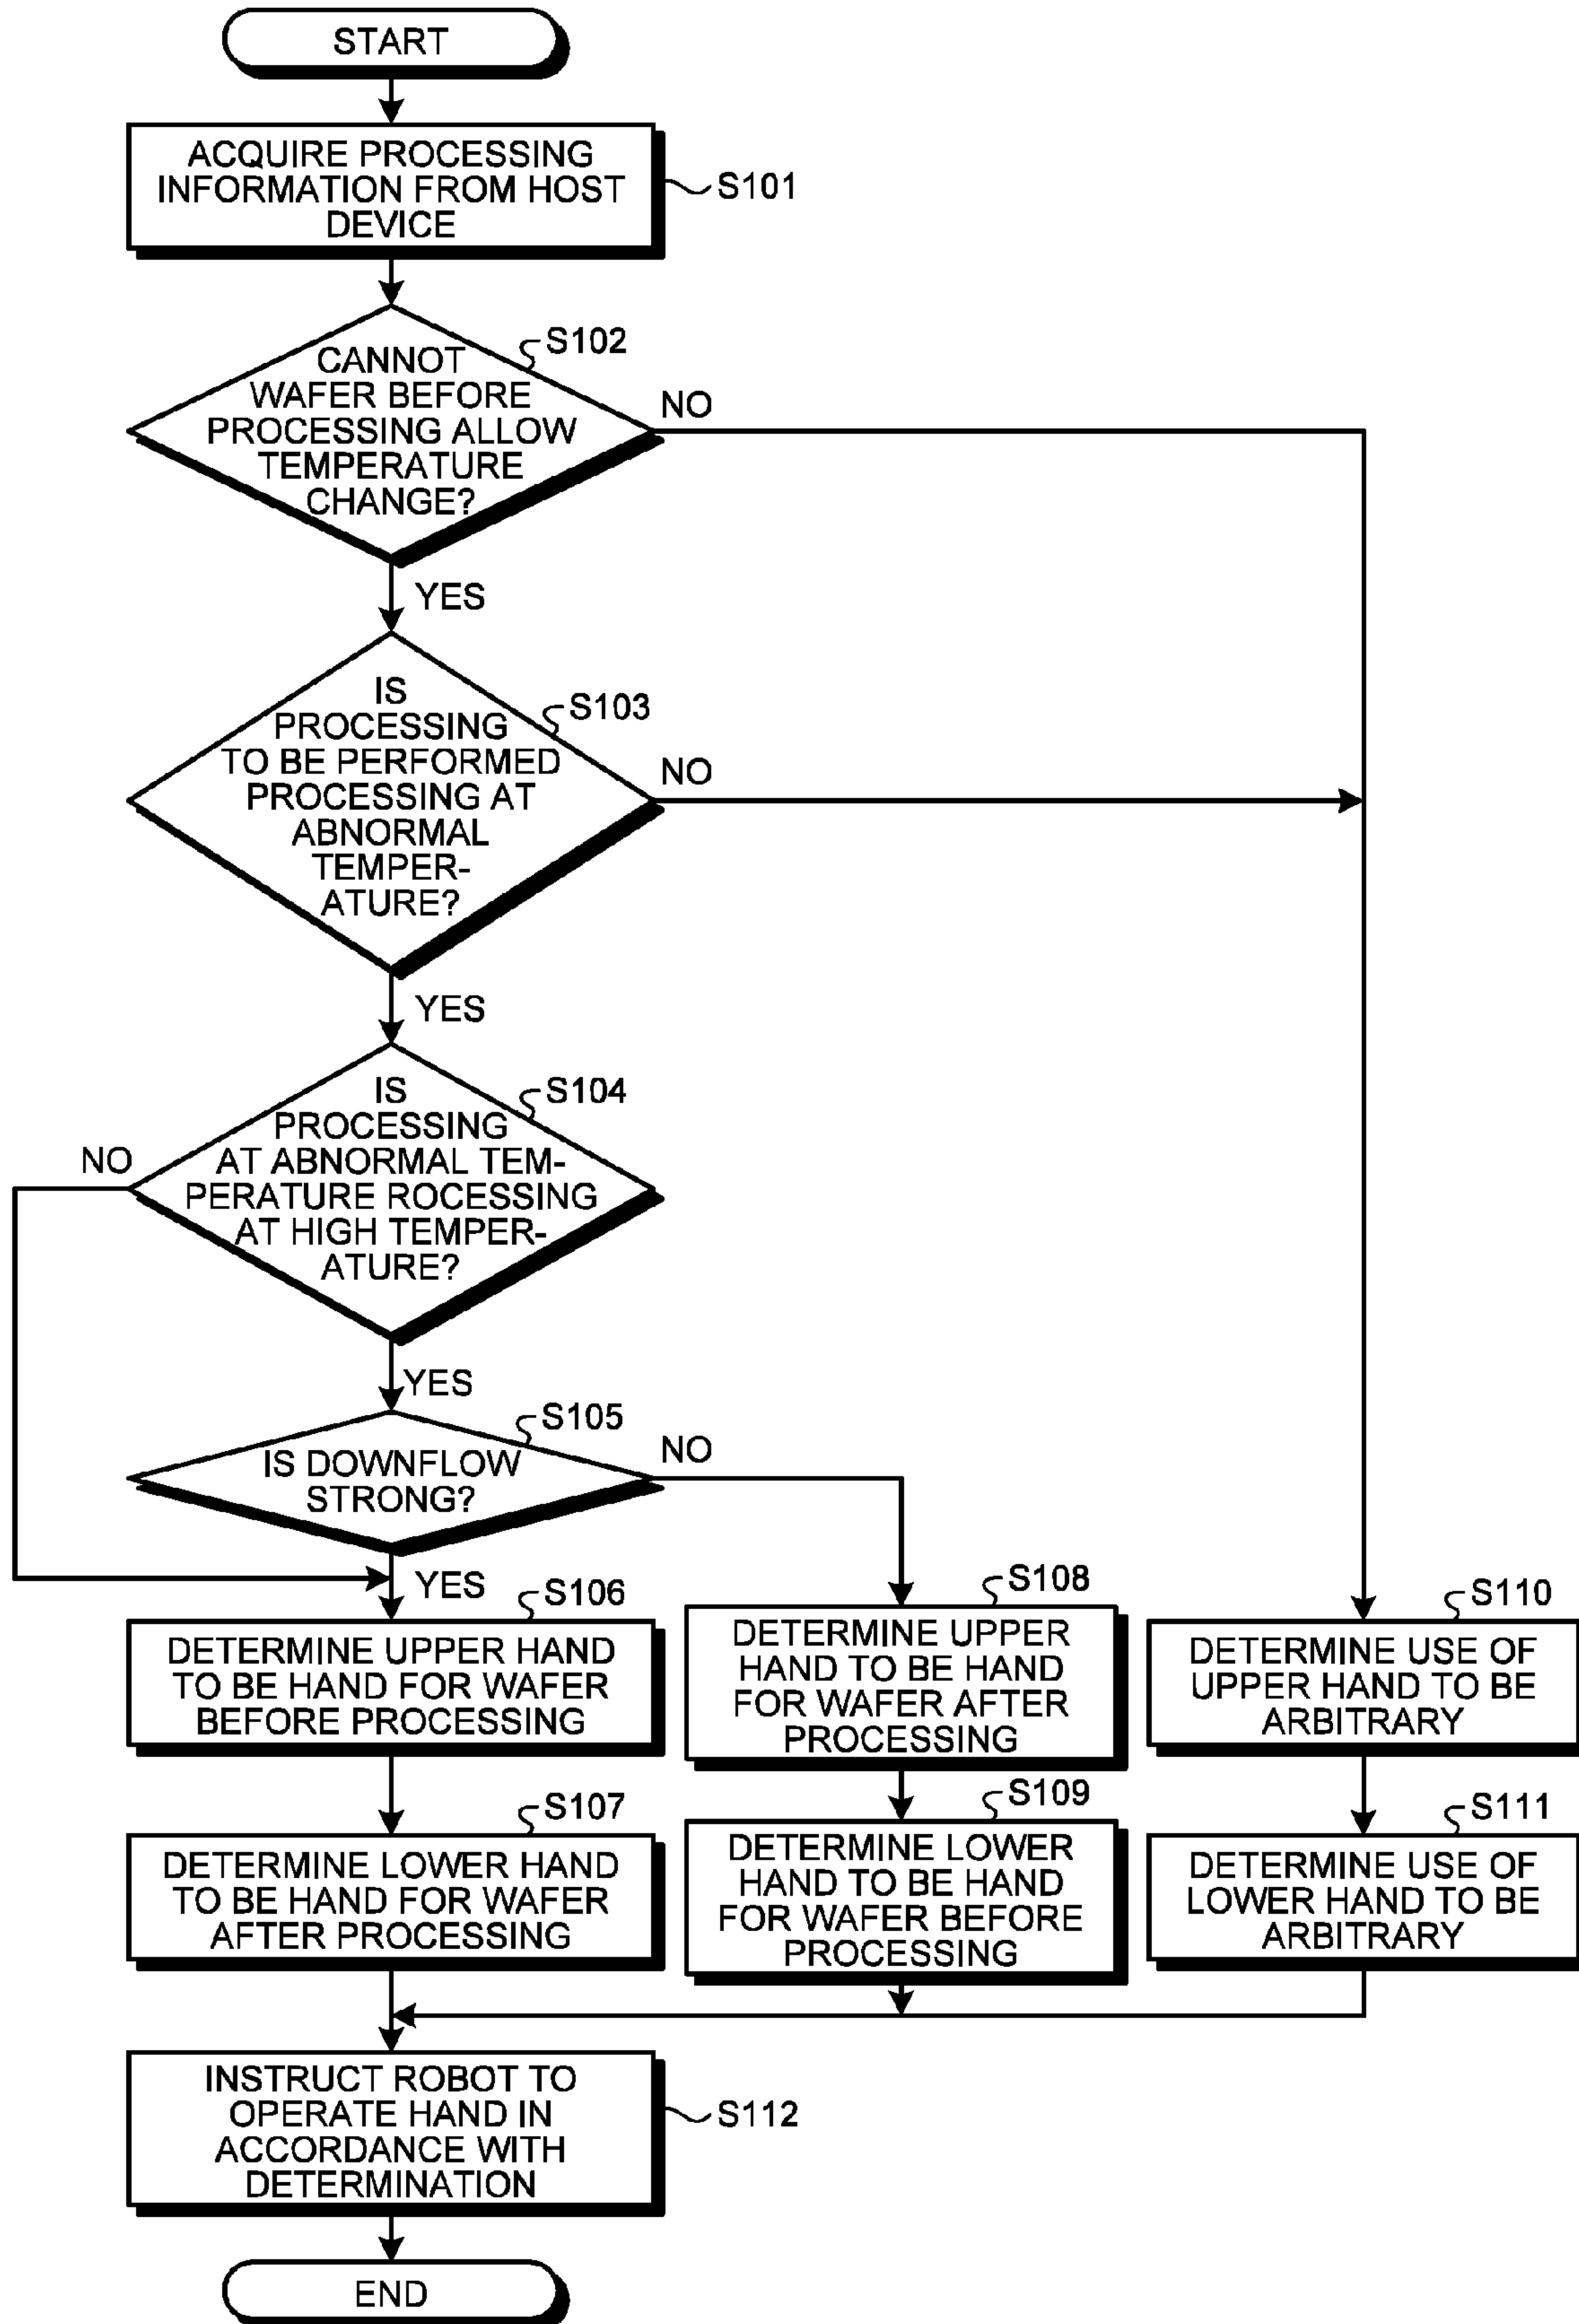 START
ACQUIRE PROCESSING
INFORMATION FROM HOST
DEVICE
S101
S102
CANNOT
WAFER BEFORE
PROCESSING ALLOW
TEMPERATURE
CHANGE?
NO
YES
S103
IS
PROCESSING
TO BE PERFORMED
PROCESSING AT
ABNORMAL
TEMPER-
ATURE?
NO
YES
S104
IS
PROCESSING
AT ABNORMAL TEM-
PERATURE ROCESSING
AT HIGH TEMPER-
ATURE?
NO
YES
S105
IS DOWNFLOW
STRONG?
NO
YES
S106
DETERMINE UPPER HAND
TO BE HAND FOR WAFER
BEFORE PROCESSING
S108
DETERMINE UPPER
HAND TO BE HAND
FOR WAFER AFTER
PROCESSING
S110
DETERMINE USE OF
UPPER HAND TO BE
ARBITRARY
S107
DETERMINE LOWER HAND
TO BE HAND FOR WAFER
AFTER PROCESSING
S109
DETERMINE LOWER
HAND TO BE HAND
FOR WAFER BEFORE
PROCESSING
S111
DETERMINE USE OF
LOWER HAND TO BE
ARBITRARY
INSTRUCT ROBOT TO
OPERATE HAND IN
ACCORDANCE WITH
DETERMINATION
S112
END